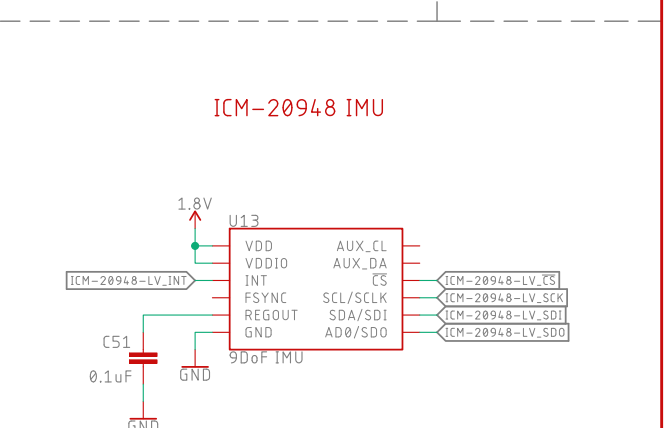 ICM-20948 IMU
1.8V
U13
VDD
AUX_CL
VDDIO
AUX_DA
ICM-20948-LV_INT
INT
CS
ICM-20948-LV_CS
FSYNC
SCL/SCLK
ICM-20948-LV_SCK
REGOUT
SDA/SDI
ICM-20948-LV_SDI
GND
AD0/SDO
ICM-20948-LV_SDO
C51
9DoF IMU
0.1uF
GND
GND